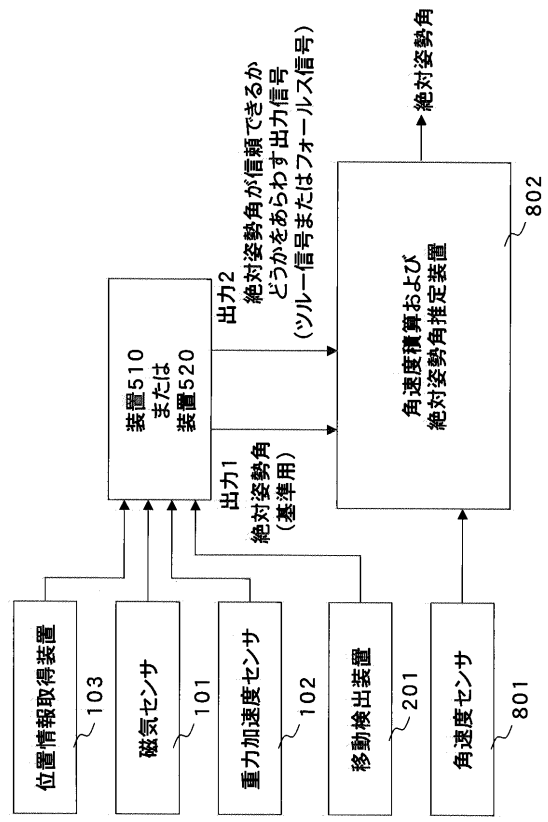 位置情報取得装置
103
磁気センサ
101
重力加速度センサ
102
移動検出装置
201
角速度センサ
801
装置510
または
装置520
出力1
絶対姿勢角
(基準用)
出力2
絶対姿勢角が信頼できるか
どうかをあらわす出力信号
(ツルー信号またはフォールス信号)
角速度積算および
絶対姿勢角推定装置
802
絶対姿勢角